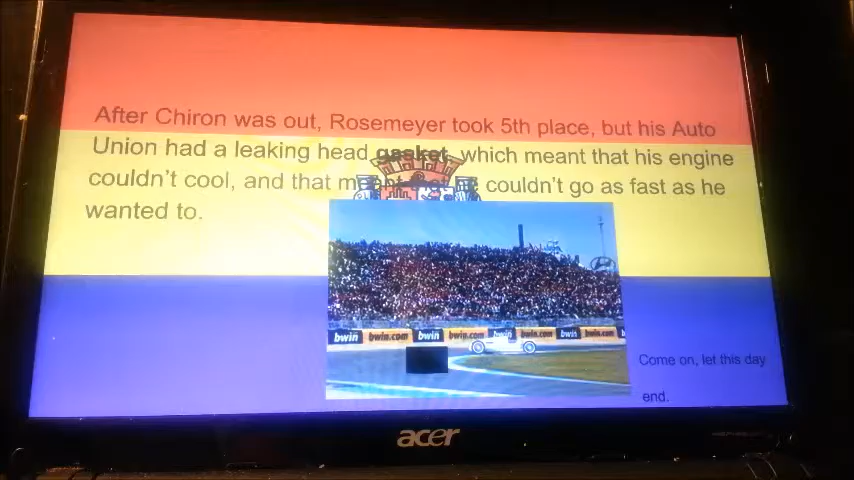 After Chiron was out, Rosemeyer took 5th place, but his Auto
Union had a leaking head gasket, which meant that his engine
couldn't cool, and that couldn't go as fast as he
wanted to.
bwin bwin.com bwin bwin.com bwin bwin.com bwin bwin.com
Come on, let this day
end.
acer